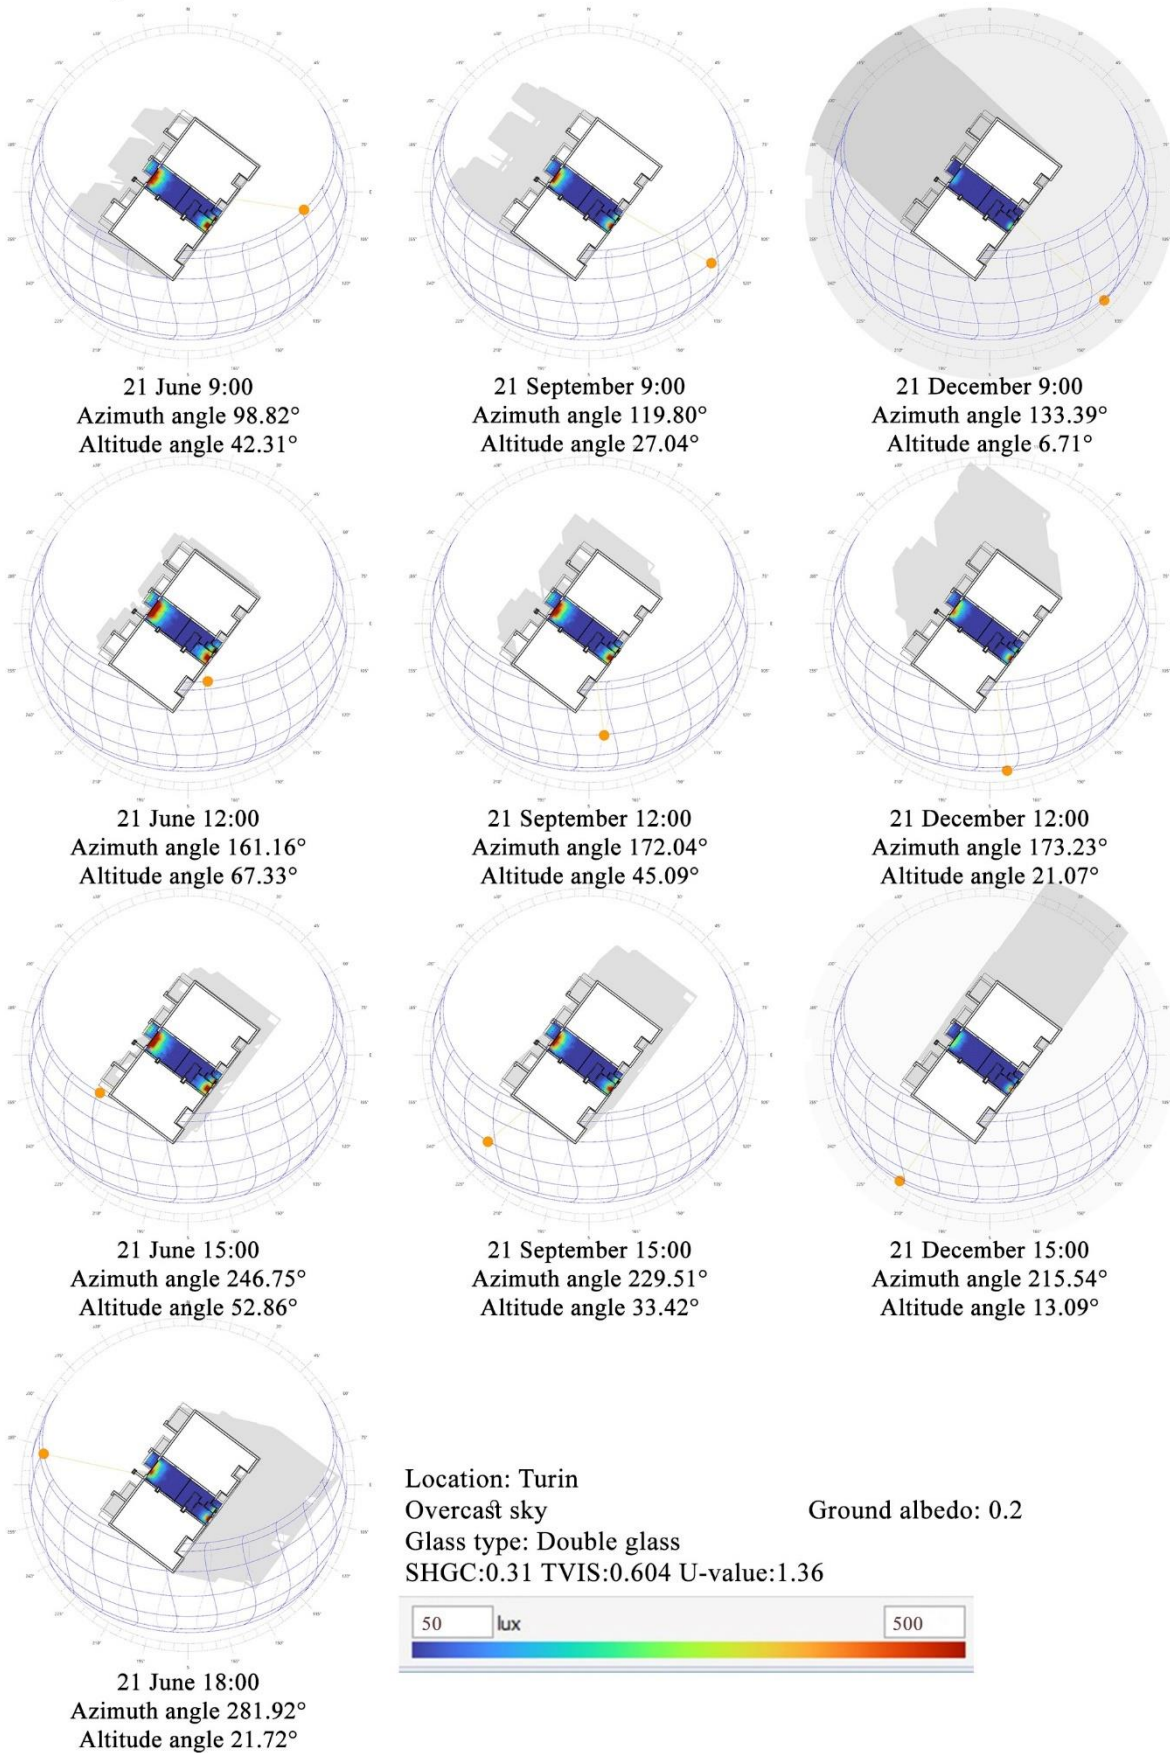 21 June 9:00
Azimuth angle 98.82°
Altitude angle 42.31°
21 September 9:00
Azimuth angle 119.80°
Altitude angle 27.04°
21 December 9:00
Azimuth angle 133.39°
Altitude angle 6.71°
21 June 12:00
Azimuth angle 161.16°
Altitude angle 67.33°
21 September 12:00
Azimuth angle 172.04°
Altitude angle 45.09°
21 December 12:00
Azimuth angle 173.23°
Altitude angle 21.07°
21 June 15:00
Azimuth angle 246.75°
Altitude angle 52.86°
21 September 15:00
Azimuth angle 229.51°
Altitude angle 33.42°
21 December 15:00
Azimuth angle 215.54°
Altitude angle 13.09°
21 June 18:00
Azimuth angle 281.92°
Altitude angle 21.72°
Location: Turin
Overcast sky
Ground albedo: 0.2
Glass type: Double glass
SHGC:0.31 TVIS:0.604 U-value:1.36
50 lux 500